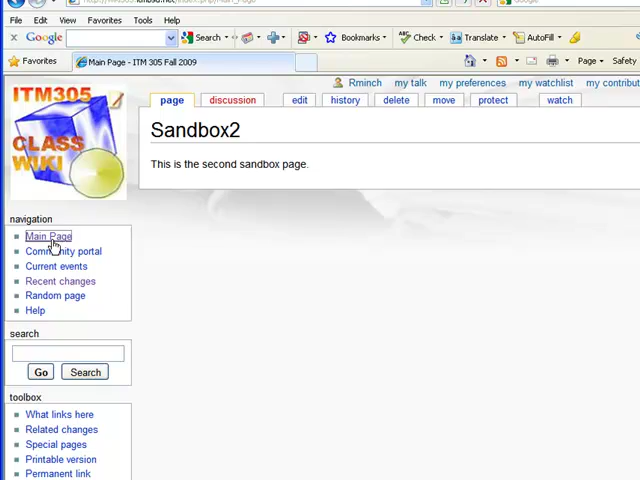 File Edit View Favorites Tools Help
Google Search Bookmarks Check Translate AutoFill
Favorites Main Page - ITM 305 Fall 2009 Page Safety
Rminch my talk my preferences my watchlist my contribut
page discussion edit history delete move protect watch
ITM305
CLASS
WIKI
Sandbox2
This is the second sandbox page.
navigation
Main Page
Community portal
Current events
Recent changes
Random page
Help
search
Go Search
toolbox
What links here
Related changes
Special pages
Printable version
Permanent link